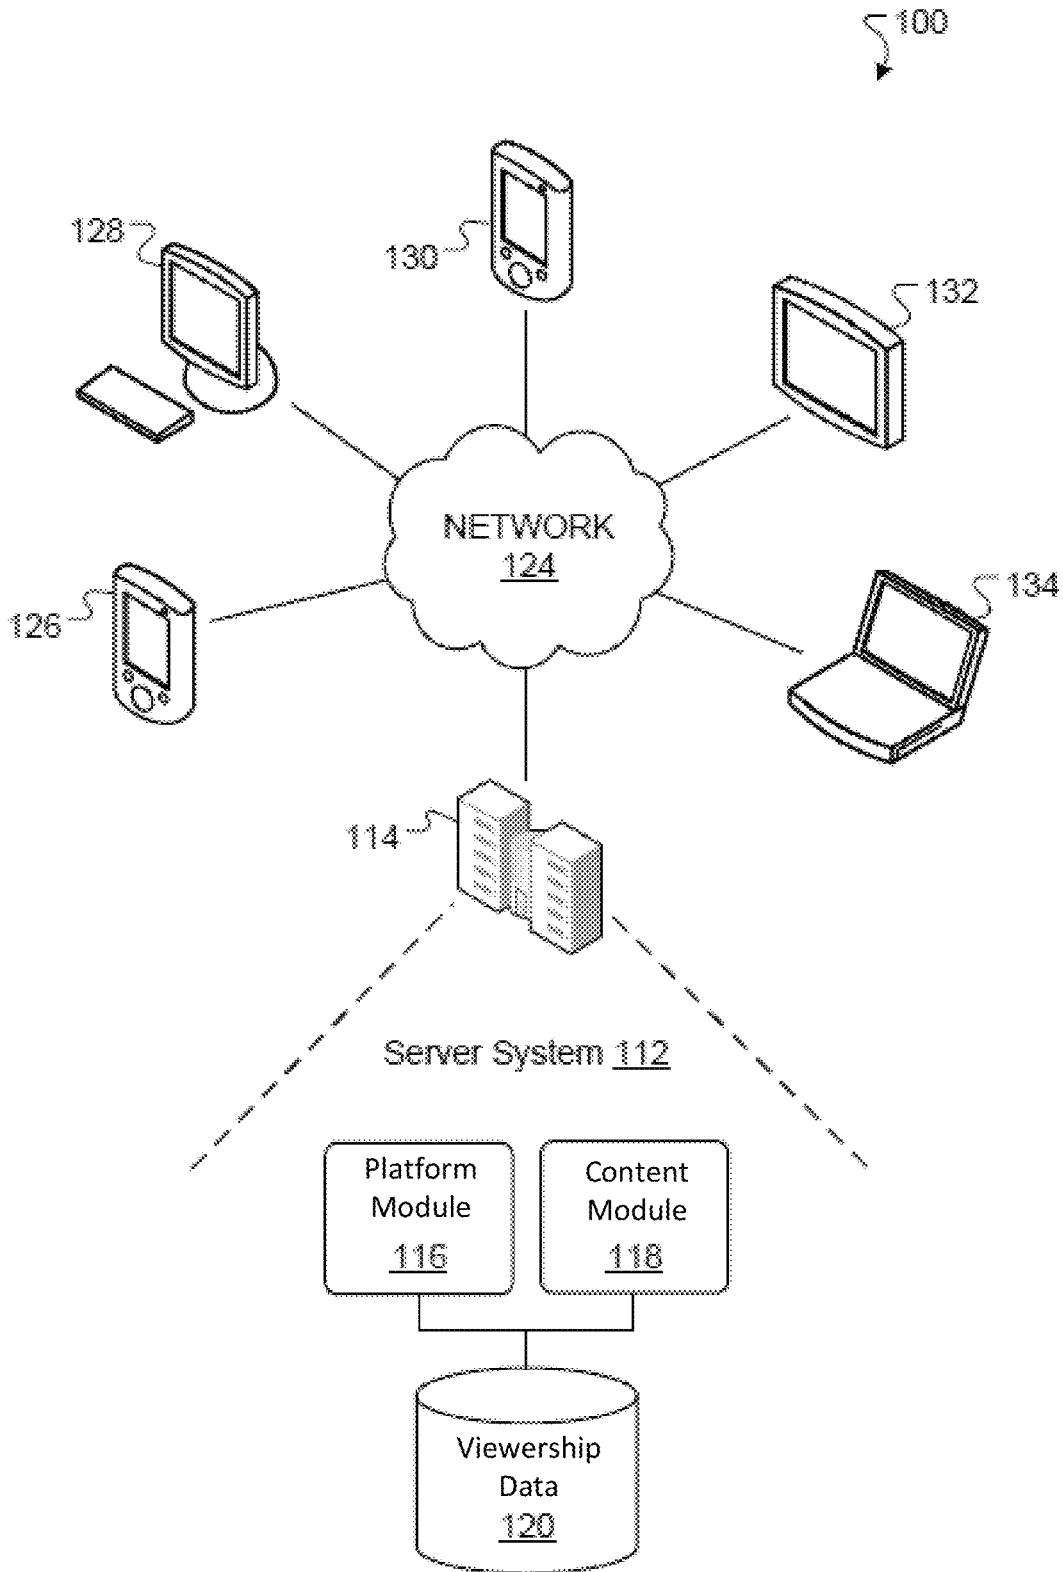 100
130
128
132
NETWORK
124
126
134
114
Server System 112
Platform
Module
116
Content
Module
118
Viewership
Data
120